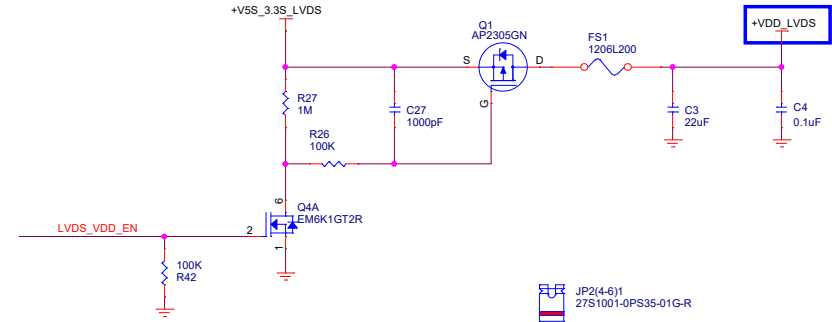 +V5S_3.3S_LVDS
Q1
AP2305GN
FS1
1206L200
+VDD_LVDS
S
D
G
R27
1M
C27
1000pF
R26
100K
C3
22uF
C4
0.1uF
6
Q4A
EM6K1GT2R
LVDS_VDD_EN
2
1
100K
R42
JP2(4-6)1
27S1001-0PS35-01G-R